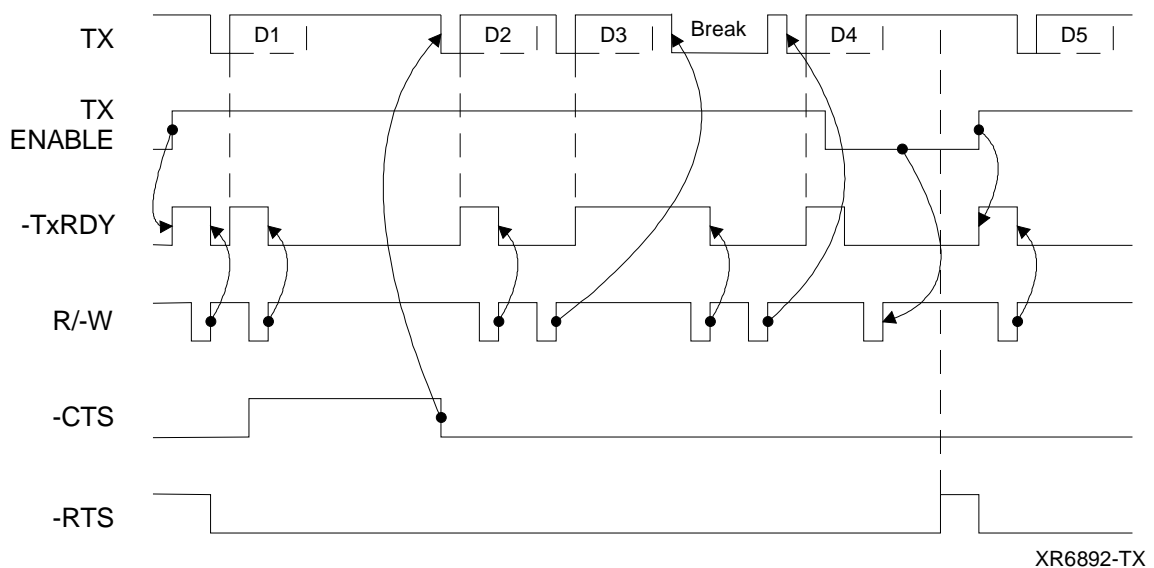 TX
D1
D2
D3
Break
D4
D5
TX
ENABLE
-TxRDY
R/-W
-CTS
-RTS
XR6892-TX